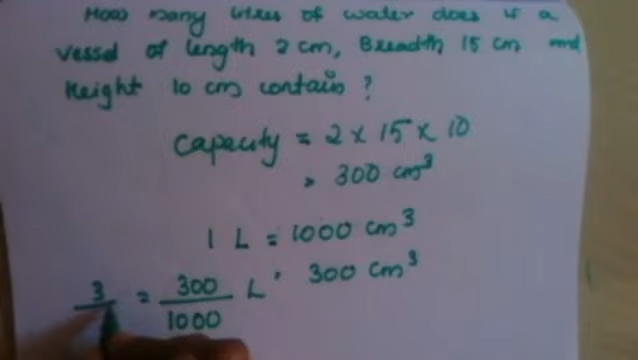 How many litres of water does if a
vessel of length 2 cm, Breadth 15 cm and
height 10 cm contain ?
capacity = 2 x 15 x 10
= 300 cm³
1 L = 1000 cm³
3 = 300/1000 L . 300 cm³